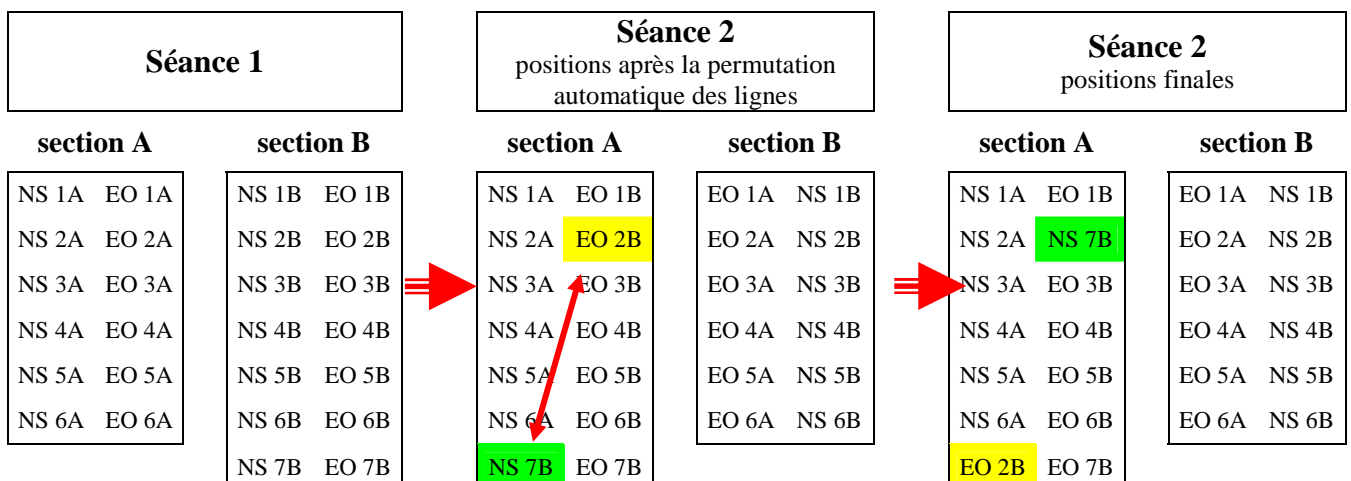 Séance 1
Séance 2
positions après la permutation
automatique des lignes
Séance 2
positions finales
section A section B section A section B section A section B
NS 1A EO 1A NS 1B EO 1B NS 1A EO 1B EO 1A NS 1B NS 1A EO 1B EO 1A NS 1B
NS 2A EO 2A NS 2B EO 2B NS 2A EO 2B EO 2A NS 2B NS 2A NS 7B EO 2A NS 2B
NS 3A EO 3A NS 3B EO 3B NS 3A EO 3B EO 3A NS 3B NS 3A EO 3B EO 3A NS 3B
NS 4A EO 4A NS 4B EO 4B NS 4A EO 4B EO 4A NS 4B NS 4A EO 4B EO 4A NS 4B
NS 5A EO 5A NS 5B EO 5B NS 5A EO 5B EO 5A NS 5B NS 5A EO 5B EO 5A NS 5B
NS 6A EO 6A NS 6B EO 6B NS 6A EO 6B EO 6A NS 6B NS 6A EO 6B EO 6A NS 6B
NS 7B EO 7B NS 7B EO 7B EO 2B EO 7B